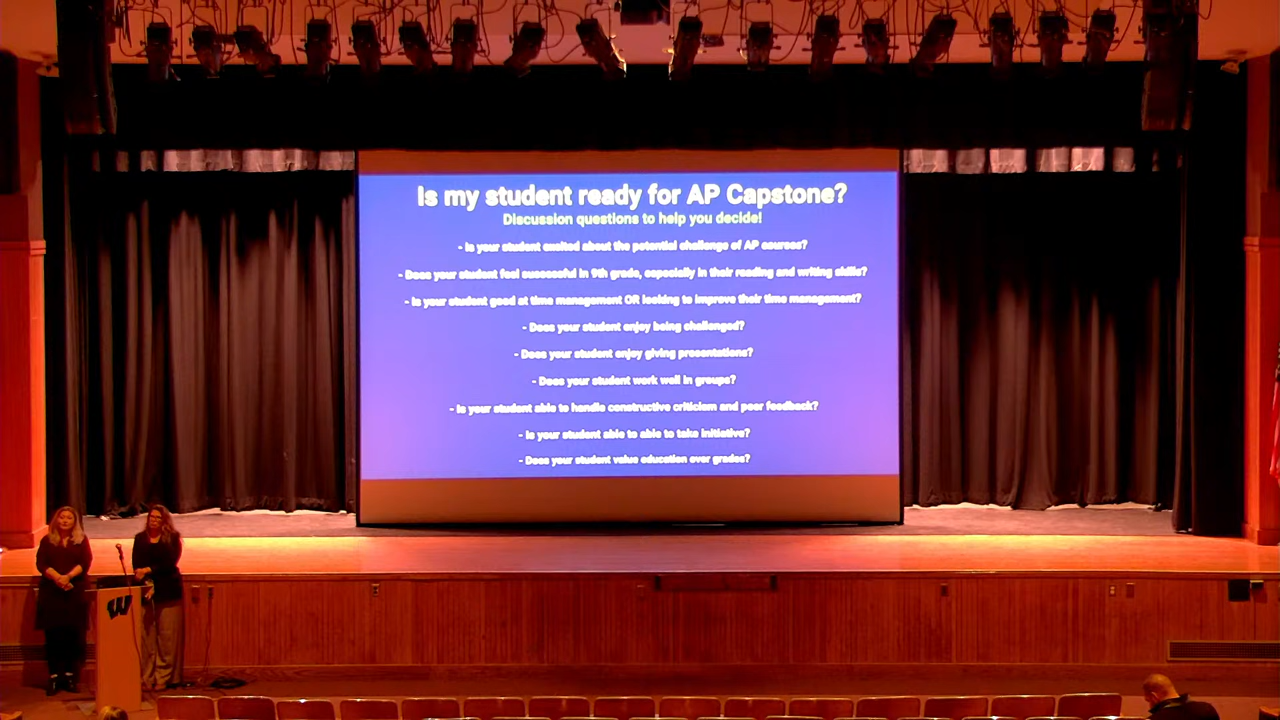 Is my student ready for AP Capstone?
Discussion questions to help you decide!
- Is your student excited about the potential challenge of AP courses?
- Does your student feel successful in 9th grade, especially in their reading and writing skills?
- Is your student good at time management OR looking to improve their time management?
- Does your student enjoy being challenged?
- Does your student enjoy giving presentations?
- Does your student work well in groups?
- Is your student able to handle constructive criticism and peer feedback?
- Is your student able to able to take initiative?
- Does your student value education over grades?
W